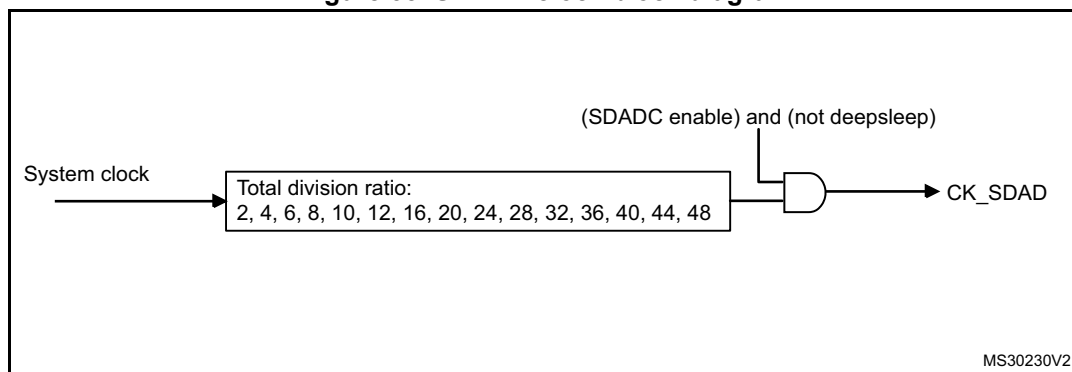 (SDADC enable) and (not deepsleep)
System clock
Total division ratio:
2, 4, 6, 8, 10, 12, 16, 20, 24, 28, 32, 36, 40, 44, 48
CK_SDAD
MS30230V2